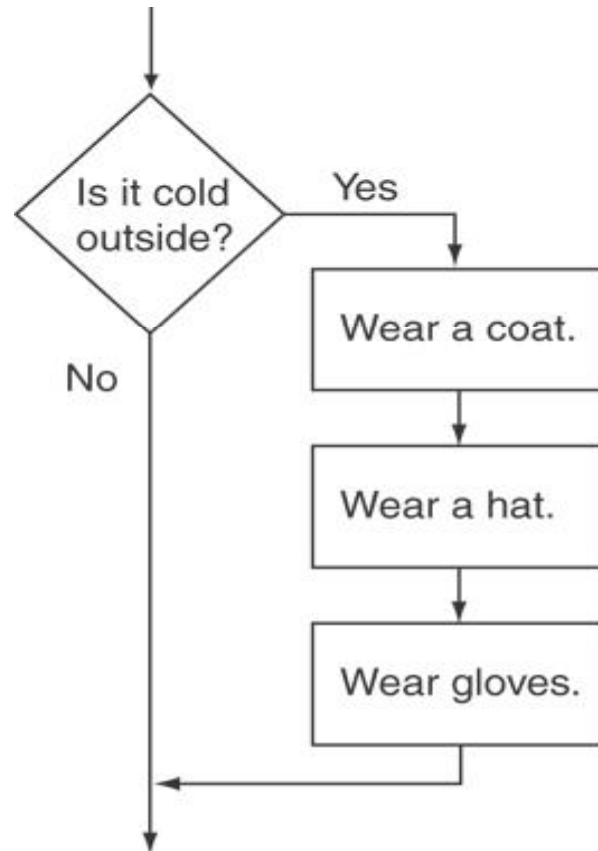 Is it cold
outside?
Yes
Wear a coat.
No
Wear a hat.
Wear gloves.